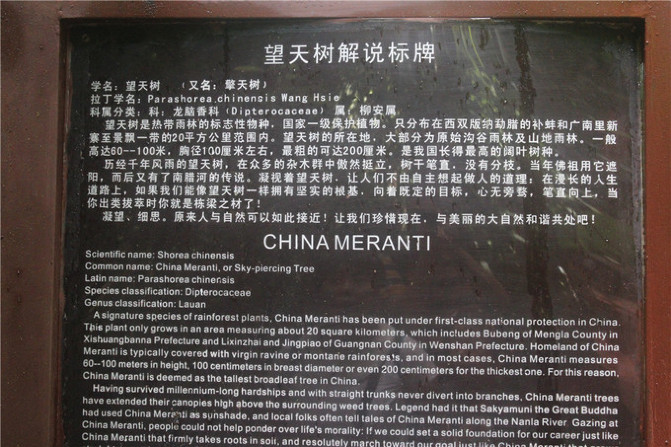 望天树解说标牌
学名：望天树 （又名：擎天树）
拉丁学名：Parashorea.chinensis Wang Hsie
科属分类：科：龙脑香科（Dipterocaceae）属：柳安属
望天树是热带雨林的标志性物种，国家一级保护植物。只分布在西双版纳勐腊的补蚌和广南里新
寨至景飘一带的20平方公里范围内。望天树的所在地，大部分为原始沟谷雨林及山地雨林。一般
高达60--100米，胸径100厘米左右，最粗的可达200厘米。是我国长得最高的阔叶树种。
历经千年风雨的望天树，在众多的杂木群中傲然挺立，树干笔直，没有分枝。当年佛祖用它遮
阳，而后又有了南腊河的传说。凝视着望天树，让人们不由自主想起做人的道理：在漫长的人生
道路上，如果我们能像望天树一样拥有坚实的根基，向着既定的目标，心无旁骛，笔直向上，当
你出类拔萃时你就是栋梁之材了！
凝望、细思。原来人与自然可以如此接近！让我们珍惜现在，与美丽的大自然和谐共处吧！
CHINA MERANTI
Scientific name: Shorea chinensis
Common name: China Meranti, or Sky-piercing Tree
Latin name: Parashorea chinensis
Species classification: Dipterocaceae
Genus classification: Lauan
A signature species of rainforest plants, China Meranti has been put under first-class national protection in China.
This plant only grows in an area measuring about 20 square kilometers, which includes Bubeng of Mengla County in
Xishuangbanna Prefecture and Lixinzhai and Jingpiao of Guangnan County in Wenshan Prefecture. Homeland of China
Meranti is typically covered with virgin ravine or montane rainforests, and in most cases, China Meranti measures
60--100 meters in height, 100 centimeters in breast diameter or even 200 centimeters for the thickest one. For this reason,
China Meranti is deemed as the tallest broadleaf tree in China.
Having survived millennium-long hardships and with straight trunks never divert into branches, China Meranti trees
have extended their canopies high above the surrounding weed trees. Legend had it that Sakyamuni the Great Buddha
had used China Meranti as sunshade, and local folks often tell tales of China Meranti along the Nanla River. Gazing at
China Meranti, people could not help ponder over life's morality: If we could set a solid foundation for our career just like
China Meranti that firmly takes roots in soil, and resolutely march toward our goal just like China Meranti that